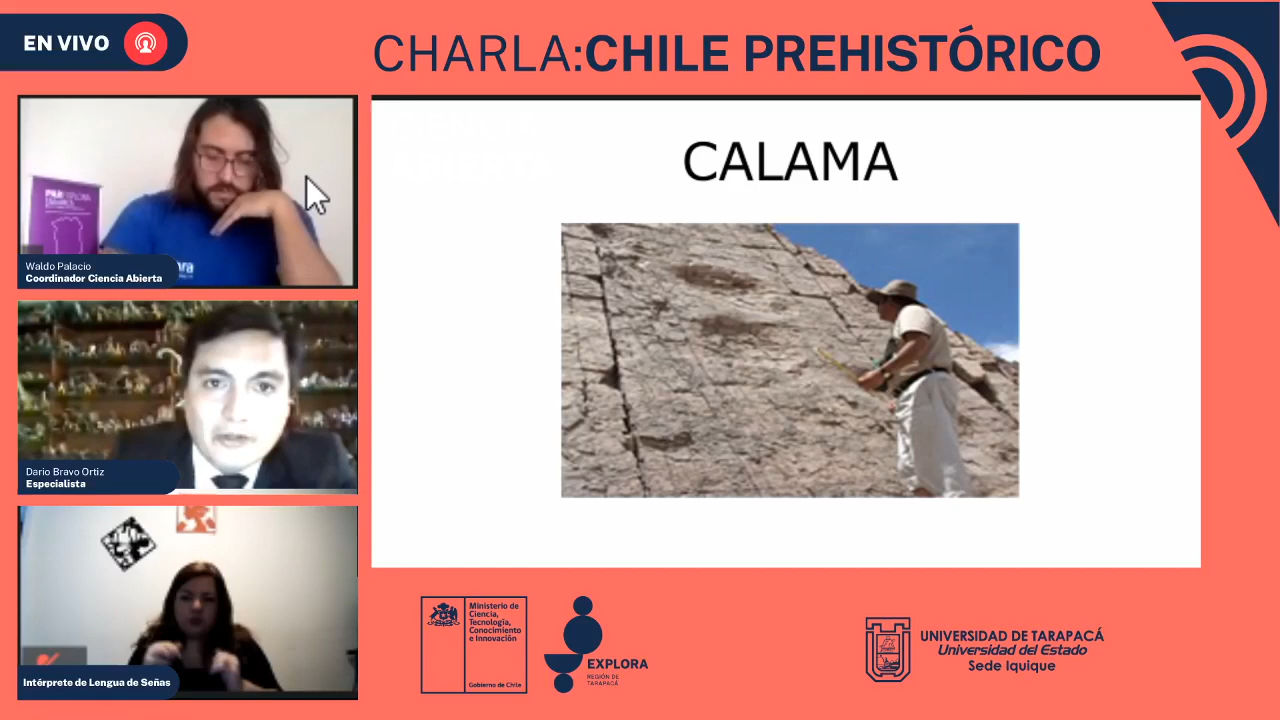 EN VIVO
CHARLA:CHILE PREHISTÓRICO
CALAMA
Waldo Palacio
Coordinador Ciencia Abierta
Dario Bravo Ortiz
Especialista
Intérprete de Lengua de Señas
Ministerio de
Ciencia,
Tecnología,
Conocimiento
e Innovación
Gobierno de Chile
EXPLORA
REGIÓN DE
TARAPACÁ
UNIVERSIDAD DE TARAPACÁ
Universidad del Estado
Sede Iquique